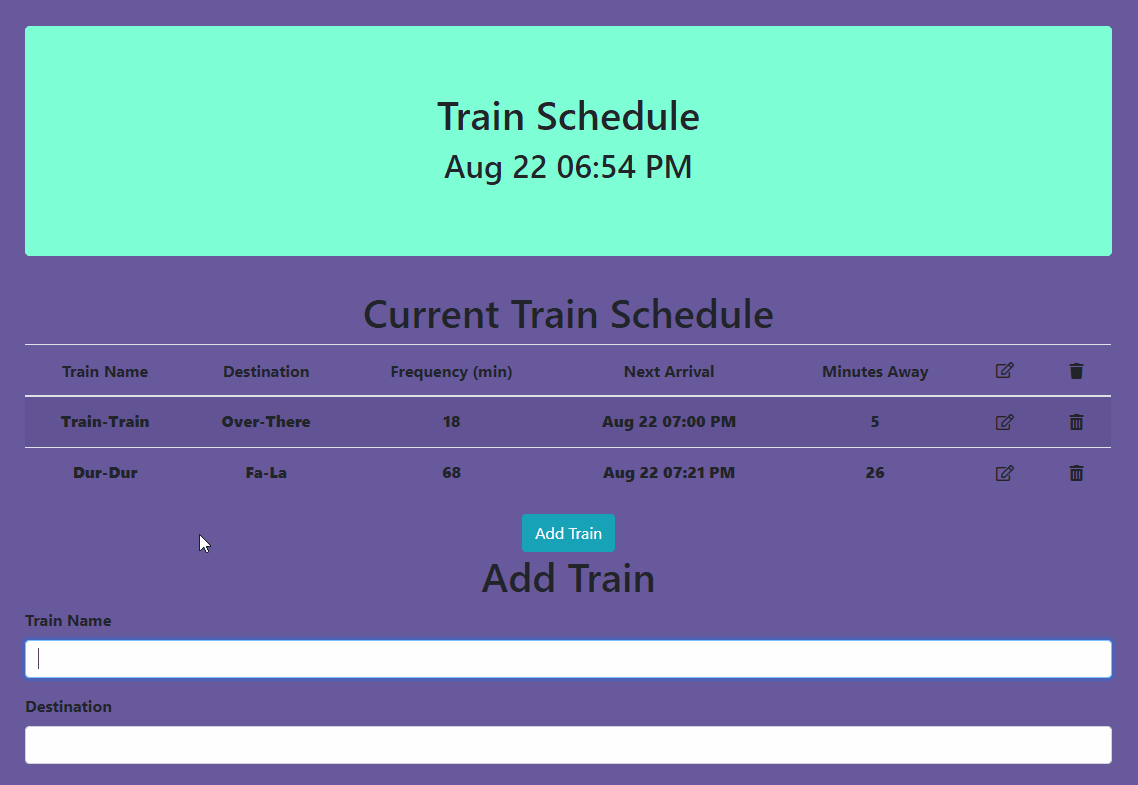 Train Schedule
Aug 22 06:54 PM
Current Train Schedule
Train Name Destination Frequency (min) Next Arrival Minutes Away
Train-Train Over-There 18 Aug 22 07:00 PM 5
Dur-Dur Fa-La 68 Aug 22 07:21 PM 26
Add Train
Add Train
Train Name
Destination